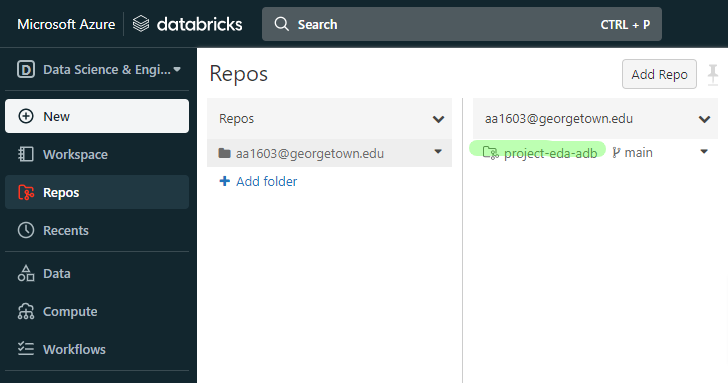 Microsoft Azure databricks Search CTRL + P
D Data Science & Engi...
New
Workspace
Repos
Recents
Data
Compute
Workflows
Repos
Add Repo
Repos
aa1603@georgetown.edu
+ Add folder
aa1603@georgetown.edu
project-eda-adb main